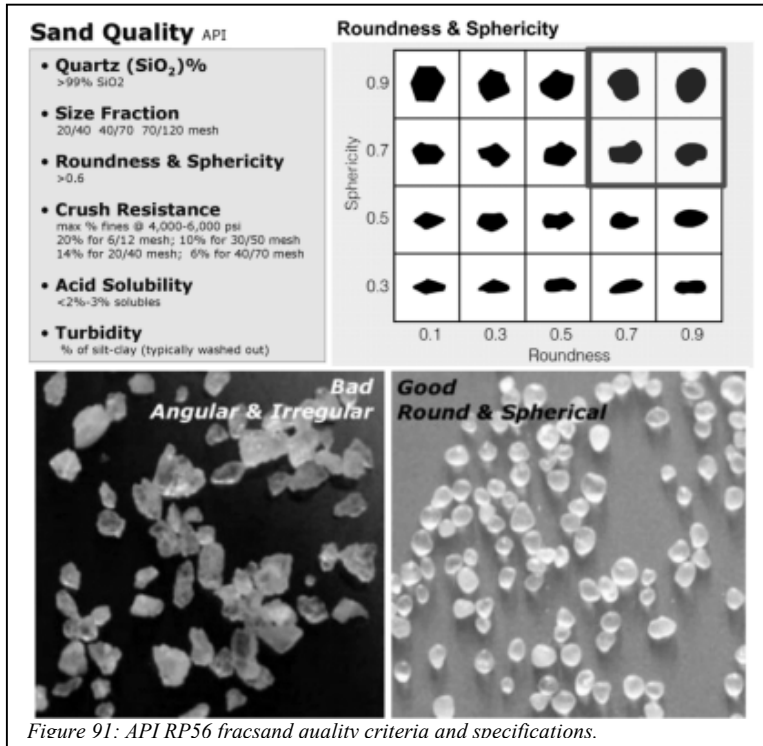 Sand Quality API
• Quartz (SiO₂)%
>99% SiO2
• Size Fraction
20/40 40/70 70/120 mesh
• Roundness & Sphericity
>0.6
• Crush Resistance
max % fines @ 4,000-6,000 psi
20% for 6/12 mesh; 10% for 30/50 mesh
14% for 20/40 mesh; 6% for 40/70 mesh
• Acid Solubility
<2%-3% solubles
• Turbidity
% of silt-clay (typically washed out)
Roundness & Sphericity
Sphericity
0.9
0.7
0.5
0.3
0.1 0.3 0.5 0.7 0.9
Roundness
Bad
Angular & Irregular
Good
Round & Spherical
Figure 91: API RP56 fracsand quality criteria and specifications.